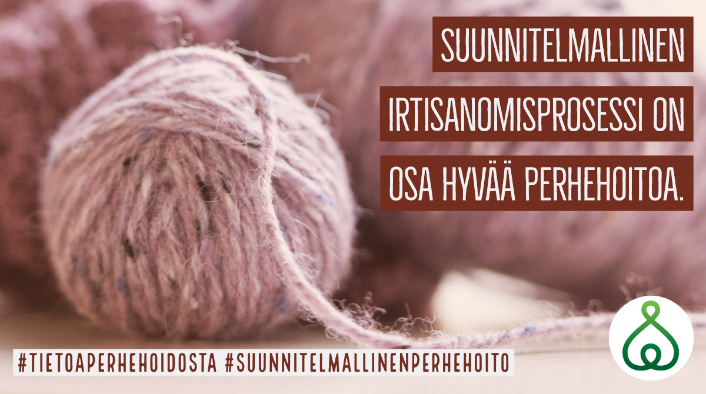 SUUNNITELMALLINEN
IRTISANOMISPROSESSI ON
OSA HYVÄÄ PERHEHOITOA.
#TIETOAPERHEHOIDOSTA #SUUNNITELMALLINENPERHEHOITO